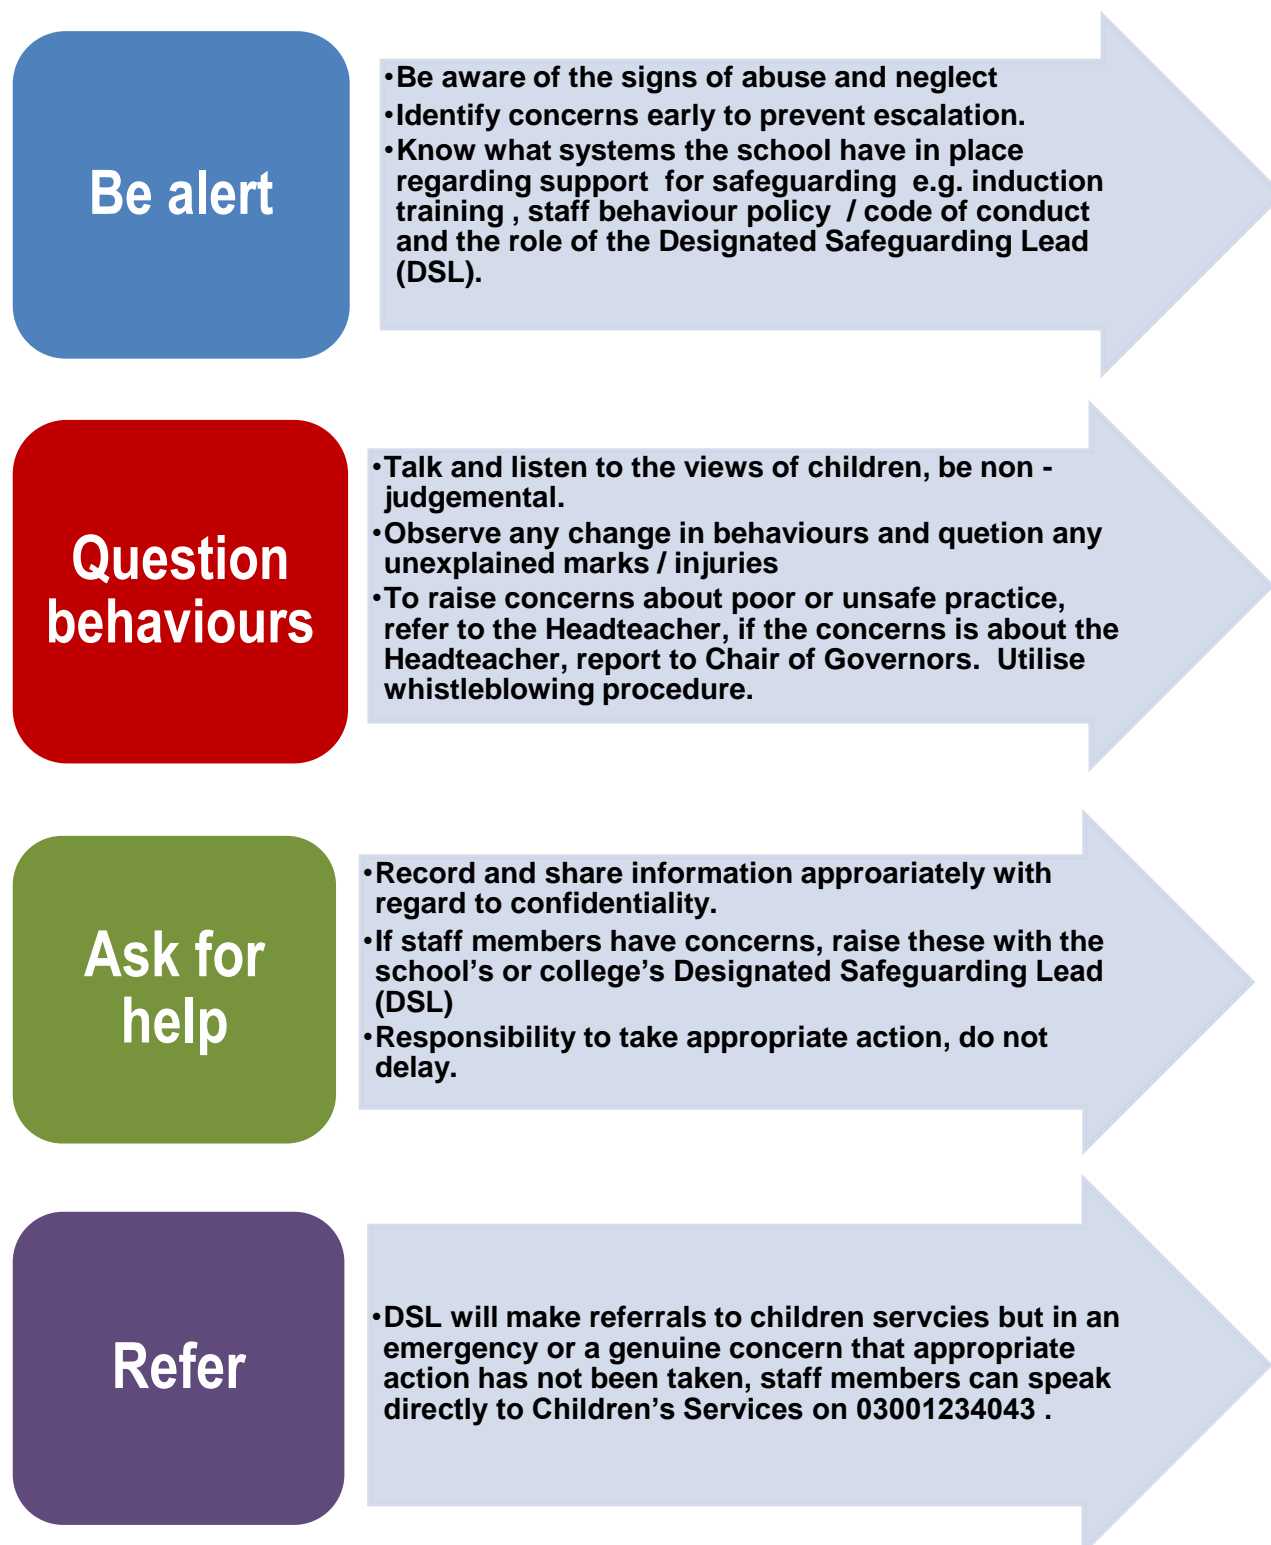 Be alert
•Be aware of the signs of abuse and neglect
•Identify concerns early to prevent escalation.
•Know what systems the school have in place
regarding support  for safeguarding  e.g. induction
training , staff behaviour policy  / code of conduct
and the role of the Designated Safeguarding Lead
(DSL).
Question
behaviours
•Talk and listen to the views of children, be non -
judgemental.
•Observe any change in behaviours and quetion any
unexplained marks / injuries
•To raise concerns about poor or unsafe practice,
refer to the Headteacher, if the concerns is about the
Headteacher, report to Chair of Governors.  Utilise
whistleblowing procedure.
Ask for
help
•Record and share information approariately with
regard to confidentiality.
•If staff members have concerns, raise these with the
school’s or college’s Designated Safeguarding Lead
(DSL)
•Responsibility to take appropriate action, do not
delay.
Refer
•DSL will make referrals to children servcies but in an
emergency or a genuine concern that appropriate
action has not been taken, staff members can speak
directly to Children’s Services on 03001234043 .